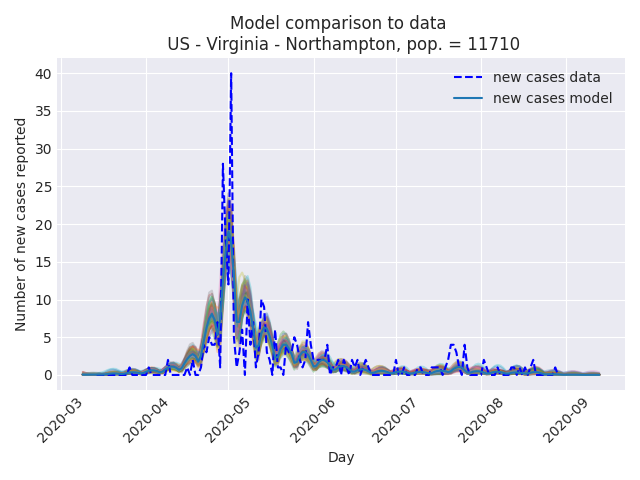 Model comparison to data
US - Virginia - Northampton, pop. = 11710
new cases data
new cases model
Number of new cases reported
40
35
30
25
20
15
10
5
0
2020-03
2020-04
2020-05
2020-06
2020-07
2020-08
2020-09
Day